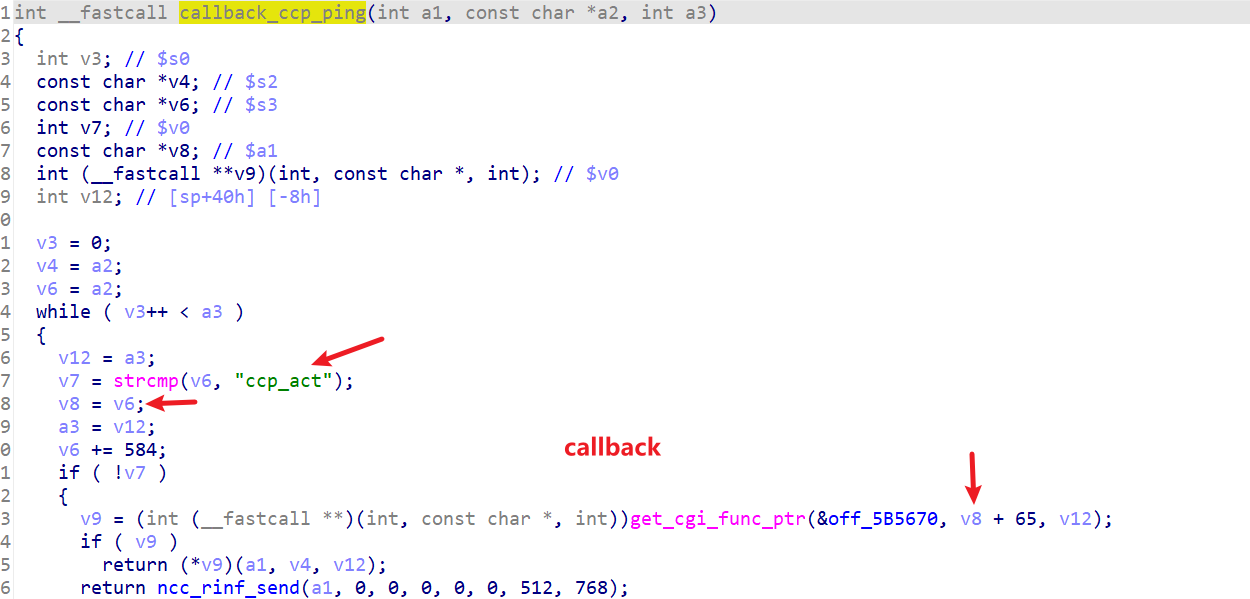 1 int __fastcall callback_ccp_ping(int a1, const char *a2, int a3)
2 {
3 int v3; // $s0
4 const char *v4; // $s2
5 const char *v6; // $s3
6 int v7; // $v0
7 const char *v8; // $a1
8 int (__fastcall **v9)(int, const char *, int); // $v0
9 int v12; // [sp+40h] [-8h]
0
1 v3 = 0;
2 v4 = a2;
3 v6 = a2;
4 while ( v3++ < a3 )
5 {
6 v12 = a3;
7 v7 = strcmp(v6, "ccp_act");
8 v8 = v6;
9 a3 = v12;
callback
0 v6 += 584;
1 if ( !v7 )
2 {
3 v9 = (int (__fastcall **)(int, const char *, int))get_cgi_func_ptr(&off_5B5670, v8 + 65, v12);
4 if ( v9 )
5 return (*v9)(a1, v4, v12);
6 return ncc_rinf_send(a1, 0, 0, 0, 0, 0, 512, 768);